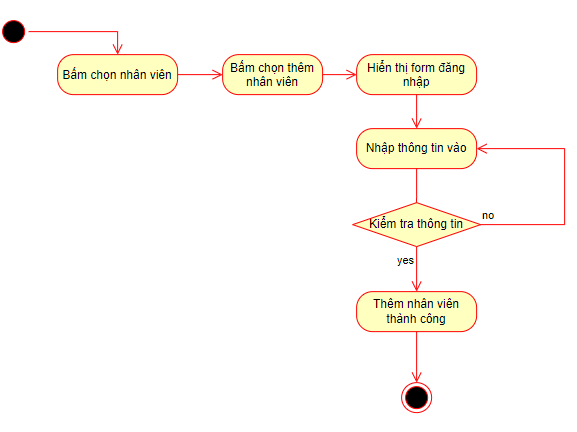 Bấm chọn nhân viên
Bấm chọn thêm
nhân viên
Hiển thị form đăng
nhập
Nhập thông tin vào
Kiểm tra thông tin
no
yes
Thêm nhân viên
thành công